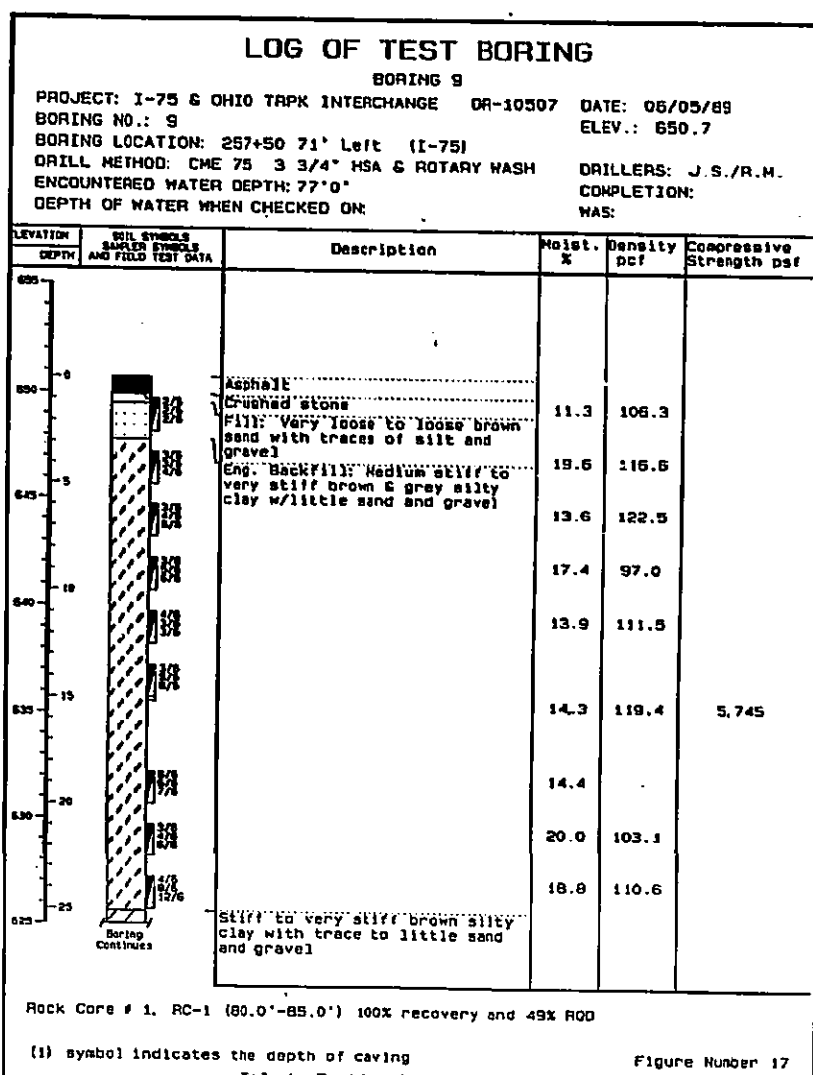 LOG OF TEST BORING
BORING 9
PROJECT: I-75 & OHIO TRPK INTERCHANGE DR-10507 DATE: 06/05/89
BORING NO.: 9 ELEV.: 650.7
BORING LOCATION: 257+50 71' Left (I-75)
DRILL METHOD: CME 75 3 3/4" HSA & ROTARY WASH DRILLERS: J.S./R.M.
ENCOUNTERED WATER DEPTH: 77'0" COMPLETION:
DEPTH OF WATER WHEN CHECKED ON: WAS:
LEVATION DEPTH
SOIL SYMBOLS SAMPLER SYMBOLS AND FIELD TEST DATA
Description
Moist. %
Density pcf
Compressive Strength psf
655
650 0
Asphalt
Crushed stone
11.3 106.3
Fill: Very loose to loose brown
sand with traces of silt and
gravel
19.6 116.6
Eng. Backfill: Medium stiff to
very stiff brown & grey silty
clay w/little sand and gravel
645 5
13.6 122.5
17.4 97.0
640 10
13.9 111.5
635 15
14.3 119.4 5,745
14.4
630 20
20.0 103.1
18.8 110.6
12/6
625 25
Stiff to very stiff brown silty
clay with trace to little sand
and gravel
Boring
Continues
Rock Core # 1, RC-1 (80.0'-85.0') 100% recovery and 49% RQD
(1) symbol indicates the depth of caving
Figure Number 17